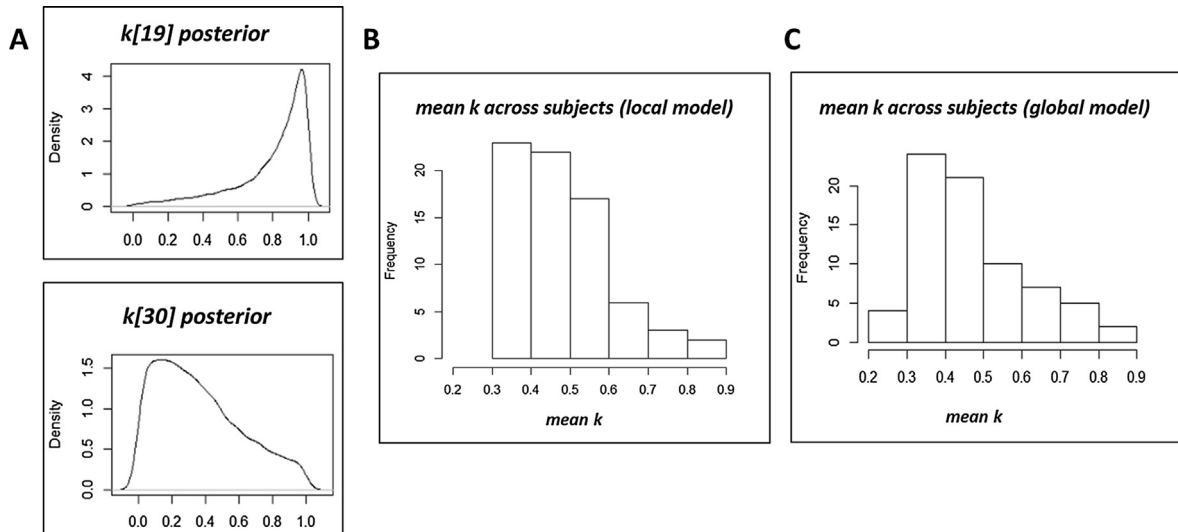 A
k[19] posterior
Density
4
3
2
1
0
0.0 0.2 0.4 0.6 0.8 1.0
k[30] posterior
Density
1.5
1.0
0.5
0.0
0.0 0.2 0.4 0.6 0.8 1.0
B
mean k across subjects (local model)
Frequency
20
15
10
5
0
0.2 0.3 0.4 0.5 0.6 0.7 0.8 0.9
mean k
C
mean k across subjects (global model)
Frequency
20
15
10
5
0
0.2 0.3 0.4 0.5 0.6 0.7 0.8 0.9
mean k